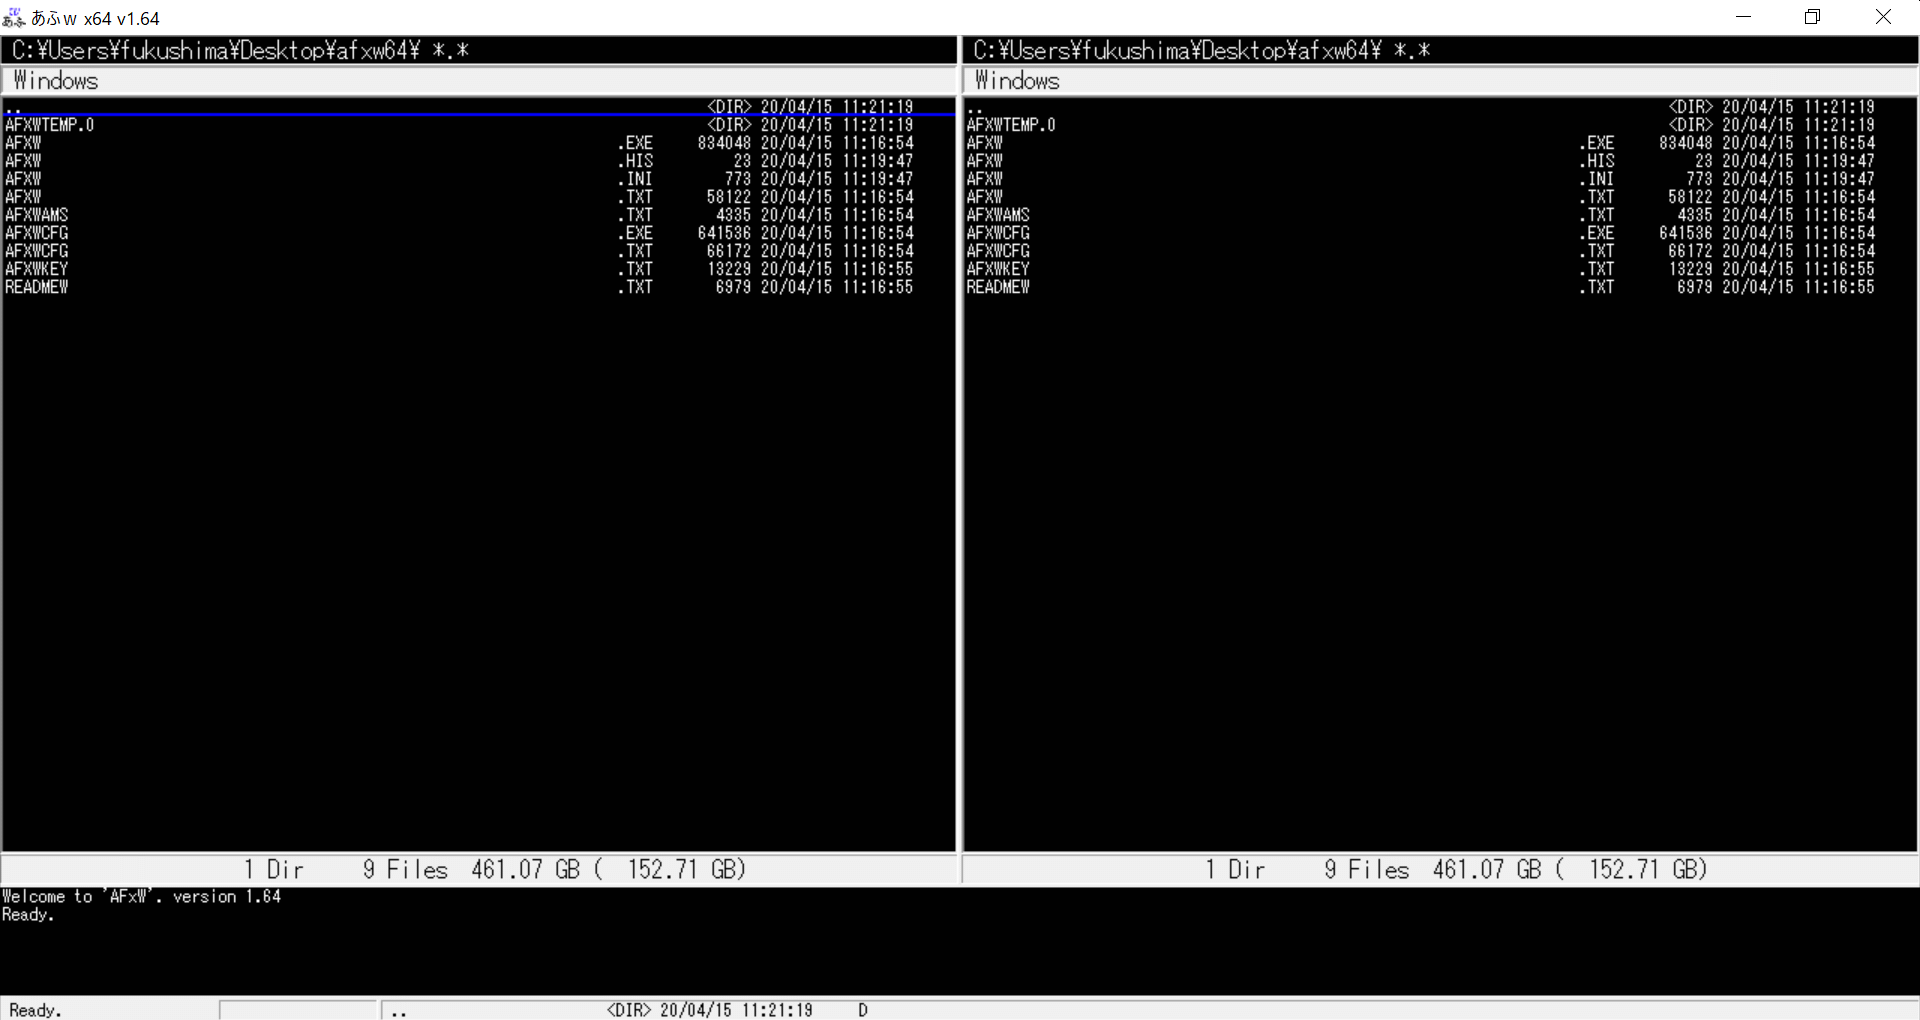 あふw x64 v1.64
C:¥Users¥fukushima¥Desktop¥afxw64¥ *.*
Windows
.. <DIR> 20/04/15 11:21:19
AFXWTEMP.0 <DIR> 20/04/15 11:21:19
AFXW .EXE 834048 20/04/15 11:16:54
AFXW .HIS 23 20/04/15 11:19:47
AFXW .INI 773 20/04/15 11:19:47
AFXW .TXT 58122 20/04/15 11:16:54
AFXWAMS .TXT 4335 20/04/15 11:16:54
AFXWCFG .EXE 641536 20/04/15 11:16:54
AFXWCFG .TXT 66172 20/04/15 11:16:54
AFXWKEY .TXT 13229 20/04/15 11:16:55
READMEW .TXT 6979 20/04/15 11:16:55
1 Dir 9 Files 461.07 GB ( 152.71 GB)
C:¥Users¥fukushima¥Desktop¥afxw64¥ *.*
Windows
.. <DIR> 20/04/15 11:21:19
AFXWTEMP.0 <DIR> 20/04/15 11:21:19
AFXW .EXE 834048 20/04/15 11:16:54
AFXW .HIS 23 20/04/15 11:19:47
AFXW .INI 773 20/04/15 11:19:47
AFXW .TXT 58122 20/04/15 11:16:54
AFXWAMS .TXT 4335 20/04/15 11:16:54
AFXWCFG .EXE 641536 20/04/15 11:16:54
AFXWCFG .TXT 66172 20/04/15 11:16:54
AFXWKEY .TXT 13229 20/04/15 11:16:55
READMEW .TXT 6979 20/04/15 11:16:55
1 Dir 9 Files 461.07 GB ( 152.71 GB)
Welcome to 'AFxW'. version 1.64
Ready.
Ready. .. <DIR> 20/04/15 11:21:19 D